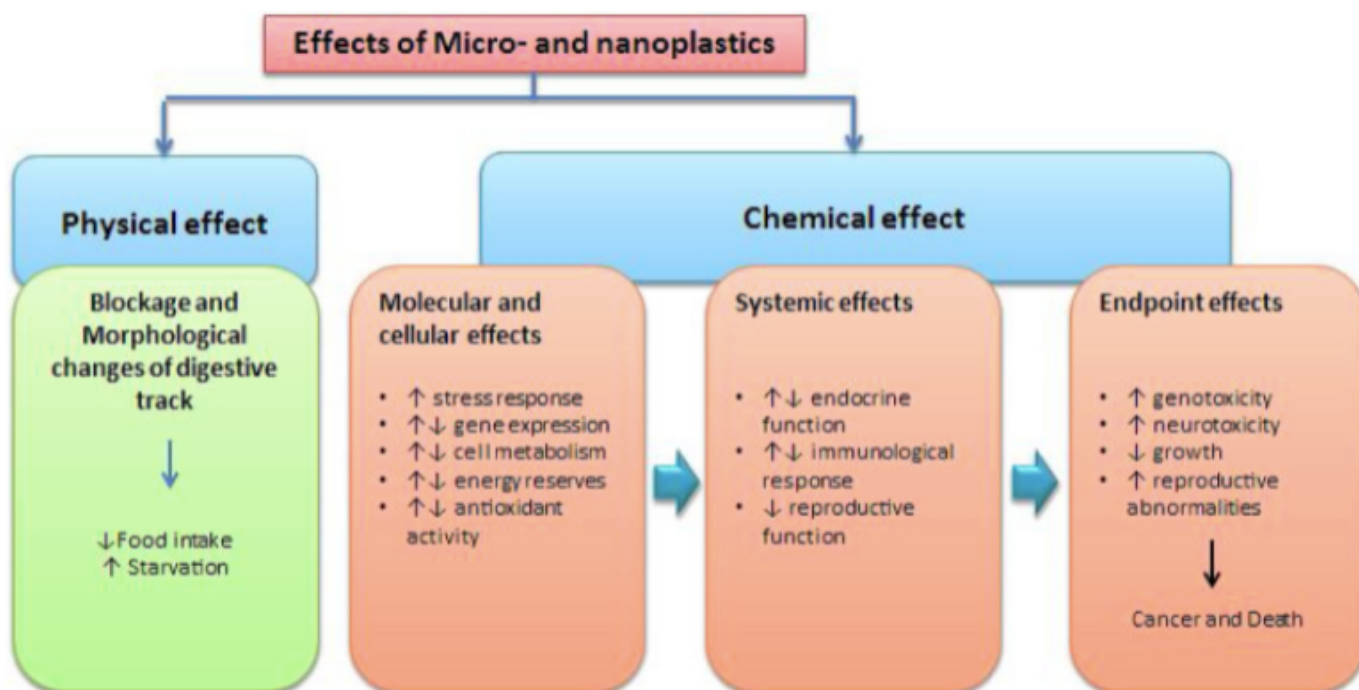 Effects of Micro- and nanoplastics
Physical effect
Chemical effect
Blockage and
Morphological
changes of digestive
track
↓Food intake
↑ Starvation
Molecular and
cellular effects
• ↑ stress response
• ↑↓ gene expression
• ↑↓ cell metabolism
• ↑↓ energy reserves
• ↑↓ antioxidant
activity
Systemic effects
• ↑↓ endocrine
function
• ↑↓ immunological
response
• ↓ reproductive
function
Endpoint effects
• ↑ genotoxicity
• ↑ neurotoxicity
• ↓ growth
• ↑ reproductive
abnormalities
Cancer and Death